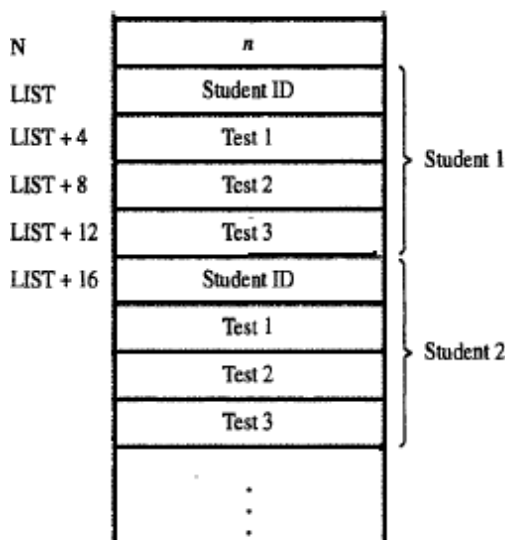 N n
LIST Student ID
LIST + 4 Test 1
LIST + 8 Test 2
LIST + 12 Test 3
Student 1
LIST + 16 Student ID
Test 1
Test 2
Test 3
Student 2